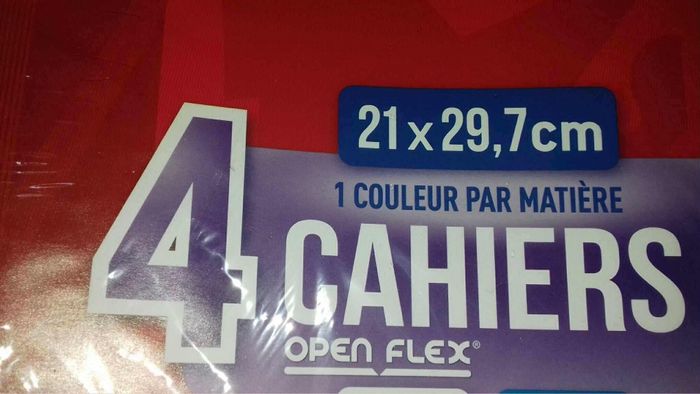 21 x 29,7cm
1 COULEUR PAR MATIÈRE
4 CAHIERS
OPEN FLEX®